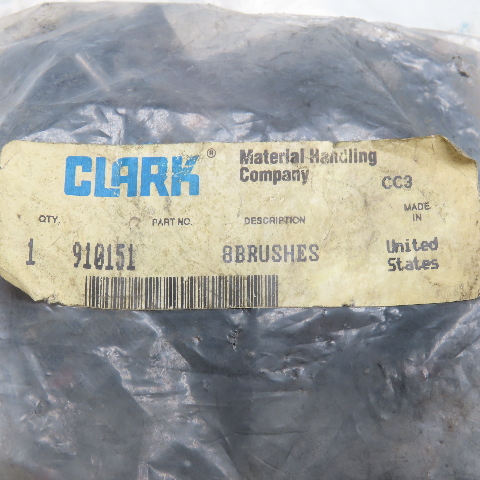 CLARK® Material Handling
Company
CC3
QTY. PART NO. DESCRIPTION MADE
IN
1 910151 8BRUSHES United
States